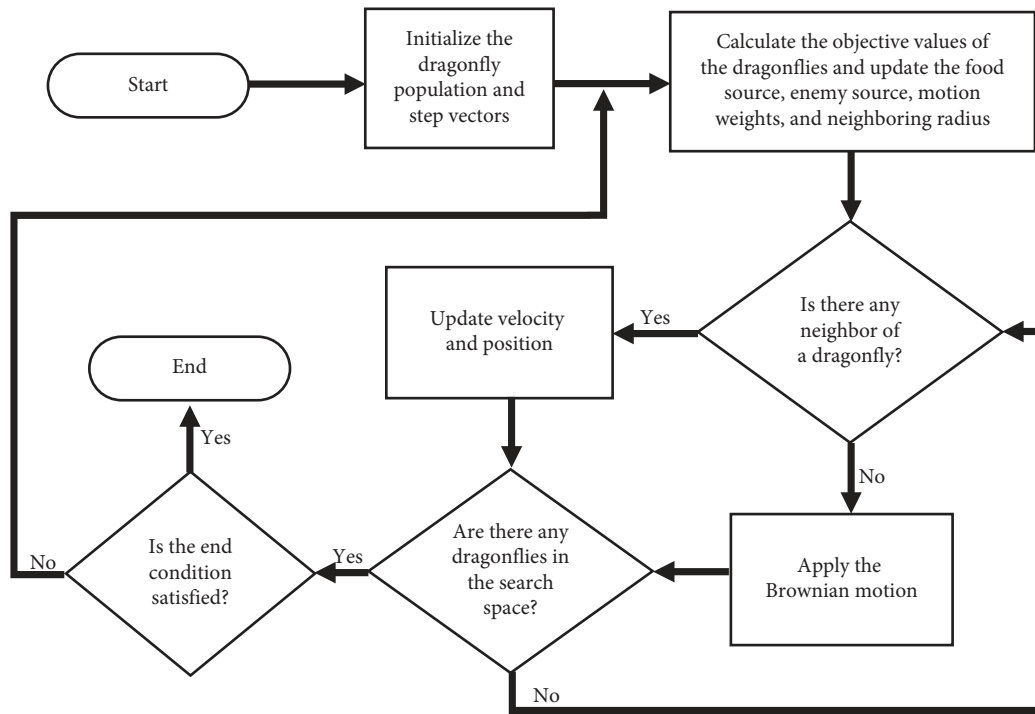 Start
Initialize the
dragonfly
population and
step vectors
Calculate the objective values of
the dragonflies and update the food
source, enemy source, motion
weights, and neighboring radius
Is there any
neighbor of
a dragonfly?
Yes
No
Update velocity
and position
Apply the
Brownian motion
Are there any
dragonflies in
the search
space?
Yes
No
Is the end
condition
satisfied?
Yes
No
End